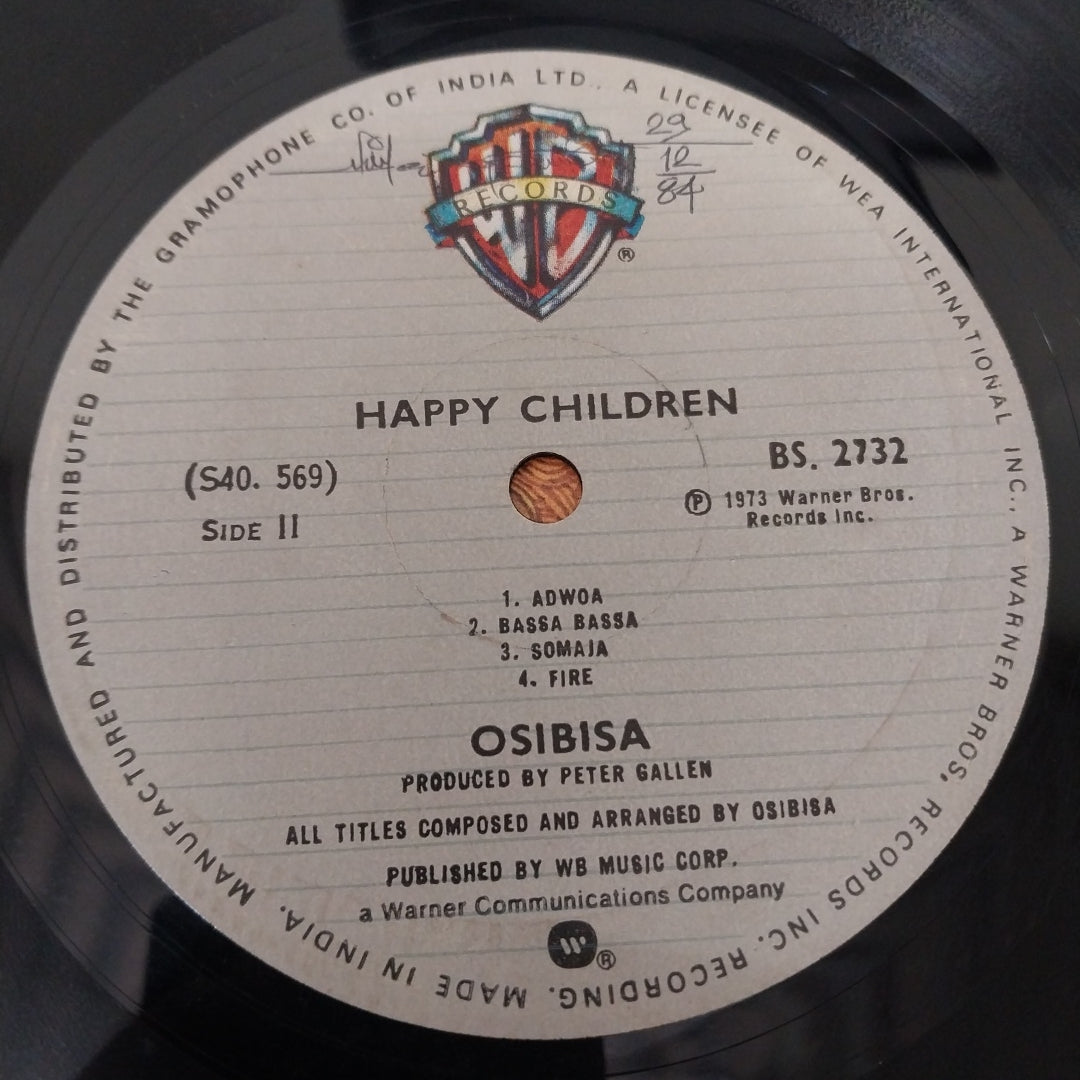 MANUFACTURED AND DISTRIBUTED BY THE GRAMOPHONE CO. OF INDIA LTD., A LICENSEE OF WEA INTERNATIONAL INC., A WARNER BROS. RECORDS INC. RECORDING. MADE IN INDIA.
29
10
84
RECORDS
®
HAPPY CHILDREN
(S40. 569)
BS. 2732
SIDE II
℗ 1973 Warner Bros.
Records Inc.
1. ADWOA
2. BASSA BASSA
3. SOMAJA
4. FIRE
OSIBISA
PRODUCED BY PETER GALLEN
ALL TITLES COMPOSED AND ARRANGED BY OSIBISA
PUBLISHED BY WB MUSIC CORP.
a Warner Communications Company
®